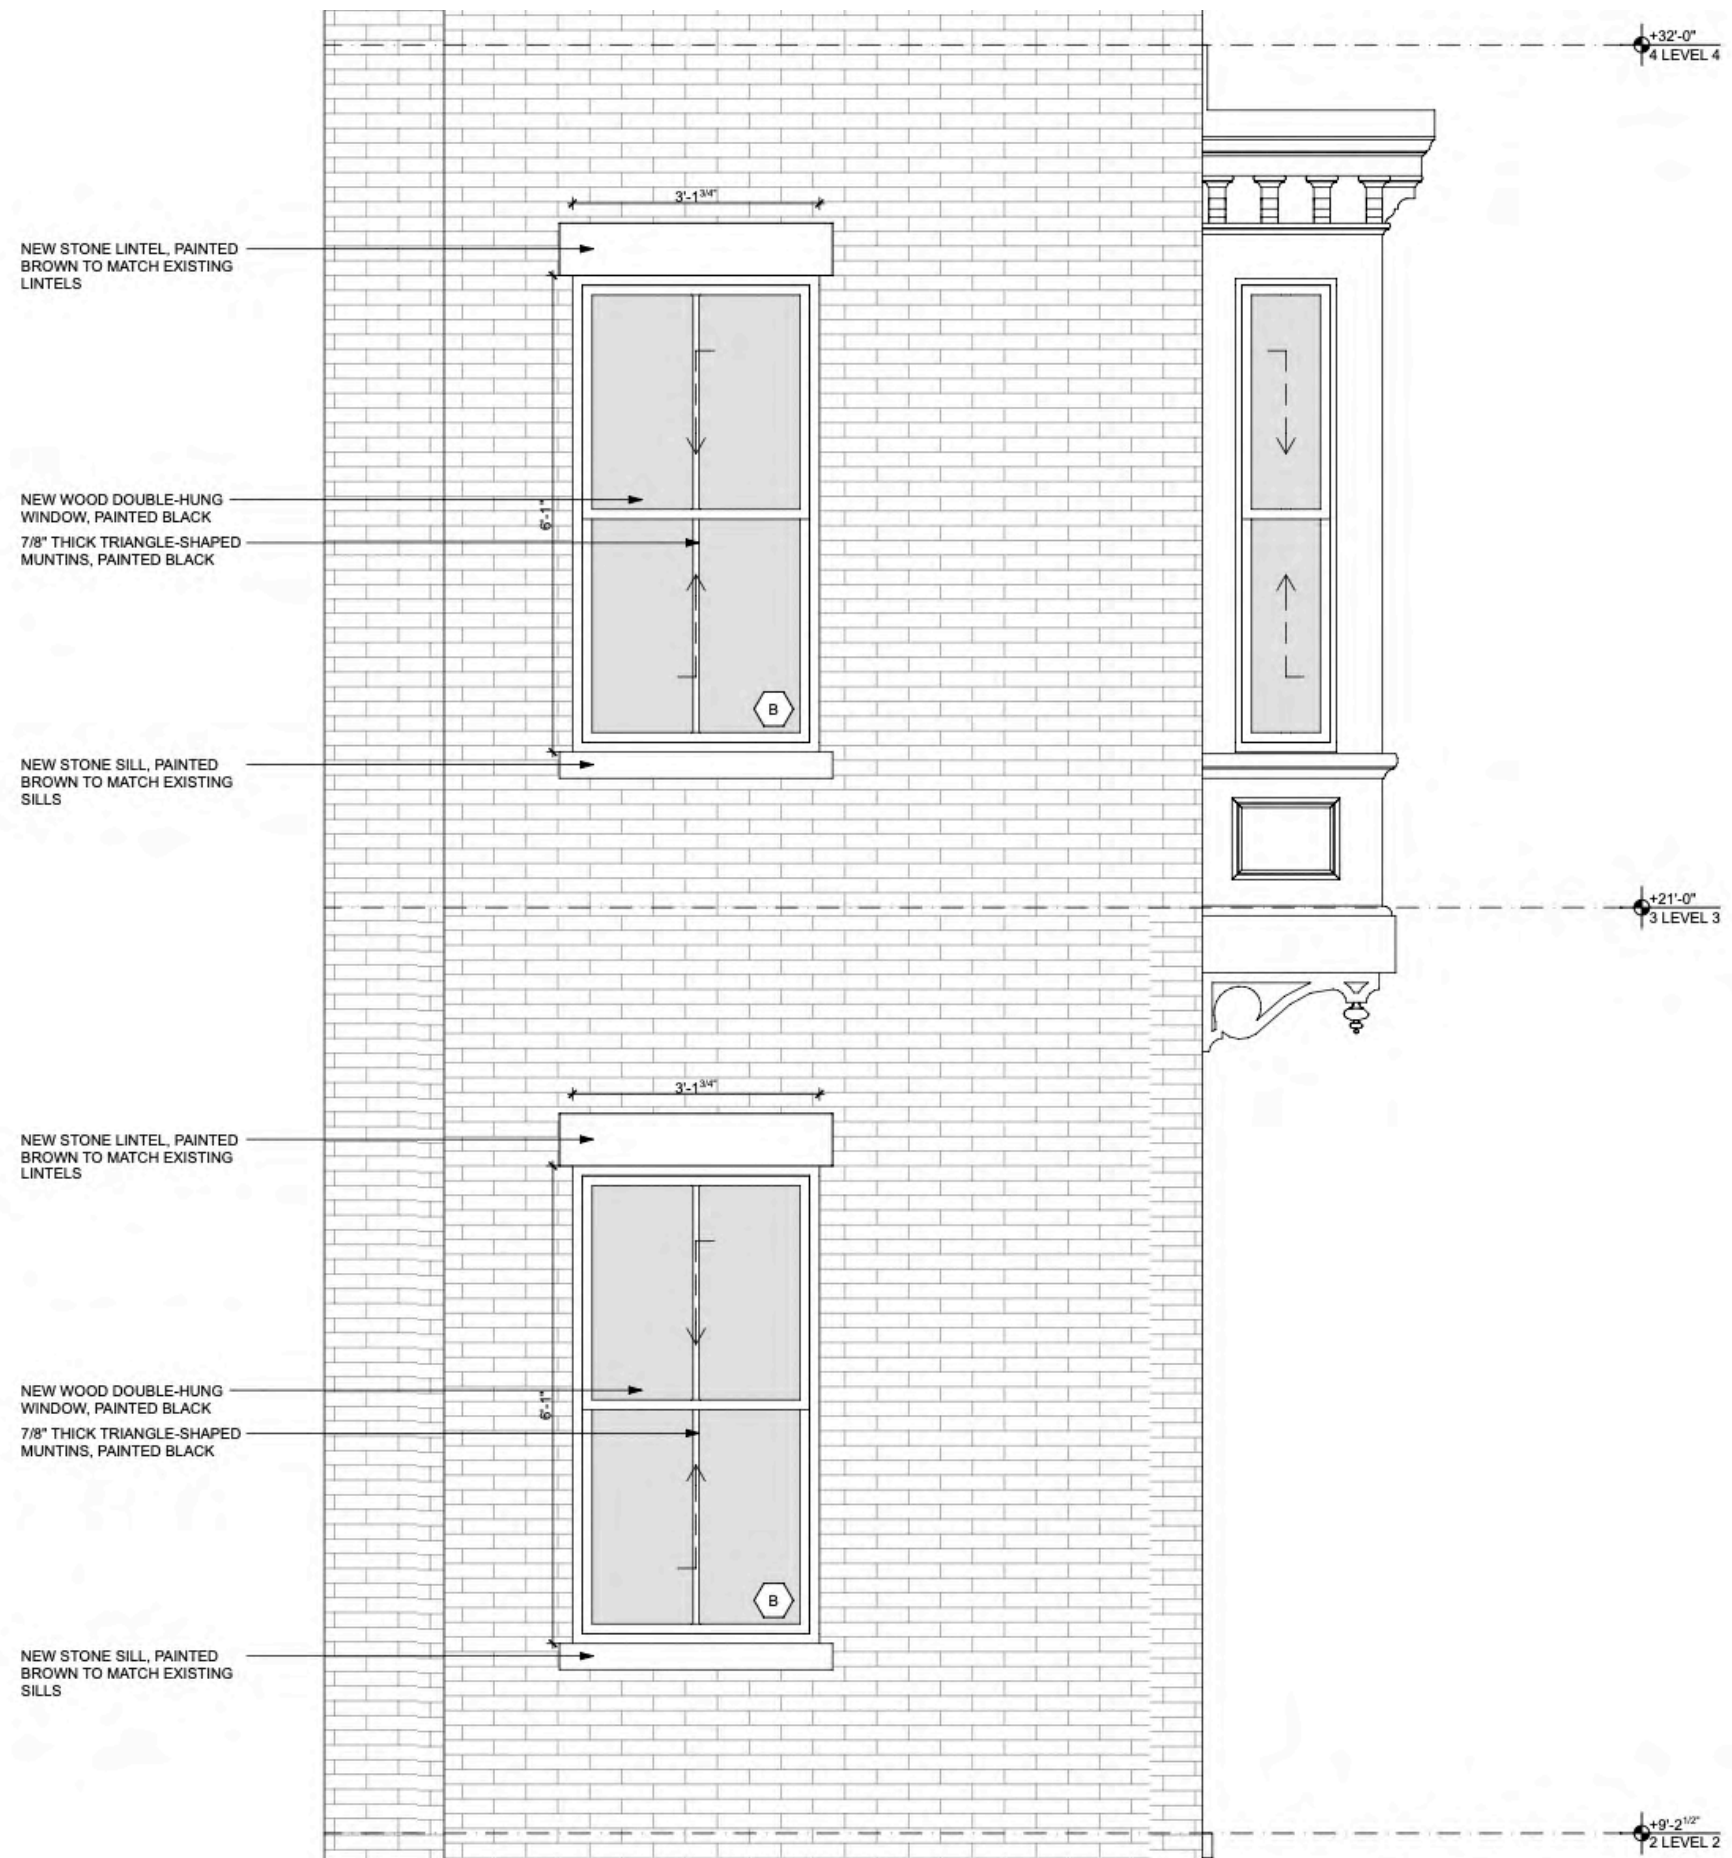 +32'-0"
4 LEVEL 4
3'-1 3/4"
NEW STONE LINTEL, PAINTED
BROWN TO MATCH EXISTING
LINTELS
NEW WOOD DOUBLE-HUNG
WINDOW, PAINTED BLACK
6'-1"
7/8" THICK TRIANGLE-SHAPED
MUNTINS, PAINTED BLACK
B
NEW STONE SILL, PAINTED
BROWN TO MATCH EXISTING
SILLS
+21'-0"
3 LEVEL 3
3'-1 3/4"
NEW STONE LINTEL, PAINTED
BROWN TO MATCH EXISTING
LINTELS
NEW WOOD DOUBLE-HUNG
WINDOW, PAINTED BLACK
6'-1"
7/8" THICK TRIANGLE-SHAPED
MUNTINS, PAINTED BLACK
B
NEW STONE SILL, PAINTED
BROWN TO MATCH EXISTING
SILLS
+9'-2 1/2"
2 LEVEL 2